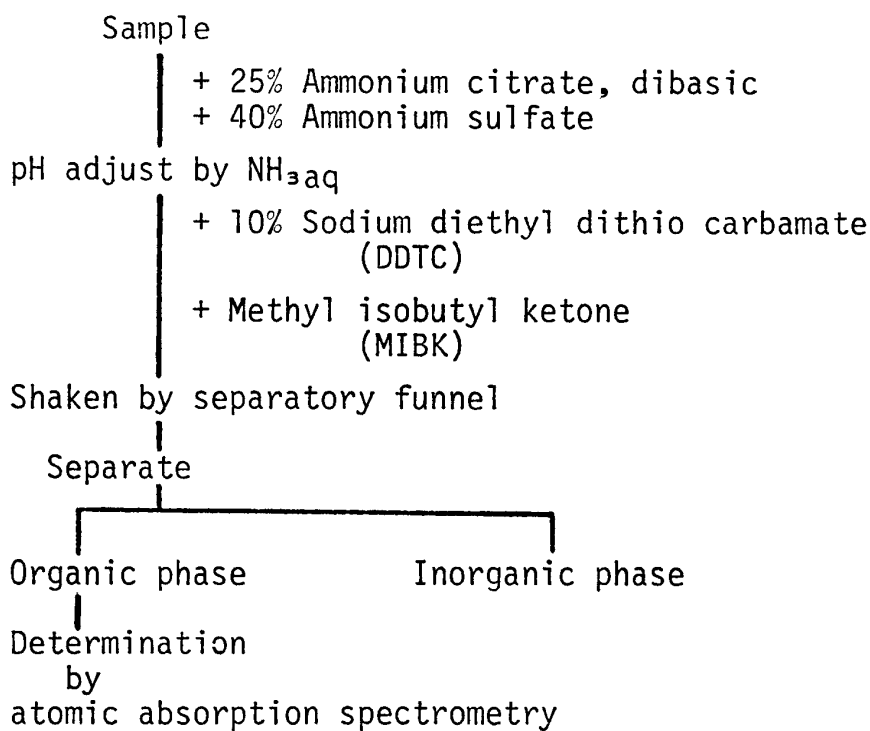 Sample
+ 25% Ammonium citrate, dibasic
+ 40% Ammonium sulfate
pH adjust by NH₃aq
+ 10% Sodium diethyl dithio carbamate
(DDTC)
+ Methyl isobutyl ketone
(MIBK)
Shaken by separatory funnel
Separate
Organic phase Inorganic phase
Determination
by
atomic absorption spectrometry